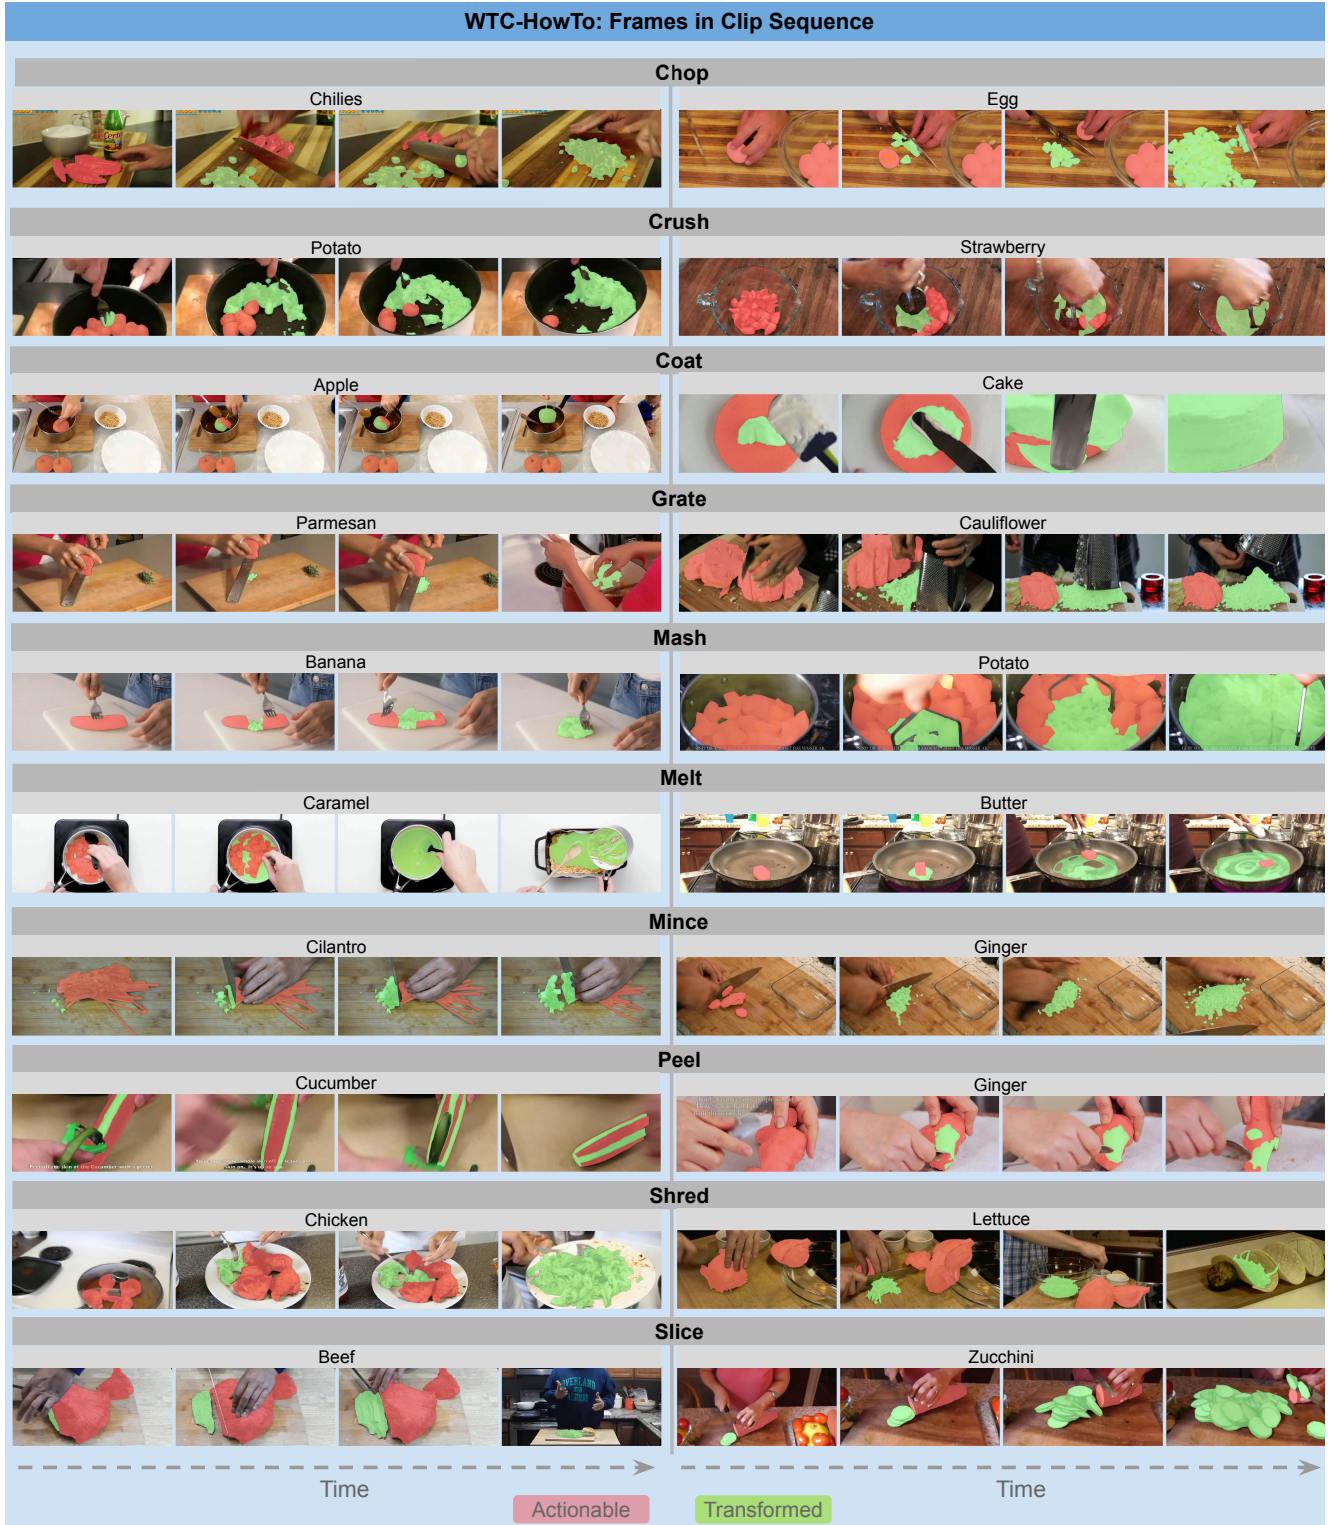 WTC-HowTo: Frames in Clip Sequence
Chop
Chilies
Egg
Crush
Potato
Strawberry
Coat
Apple
Cake
Grate
Parmesan
Cauliflower
Mash
Banana
Potato
Melt
Caramel
Butter
Mince
Cilantro
Ginger
Peel
Cucumber
Ginger
Shred
Chicken
Lettuce
Slice
Beef
Zucchini
Time
Time
Actionable
Transformed